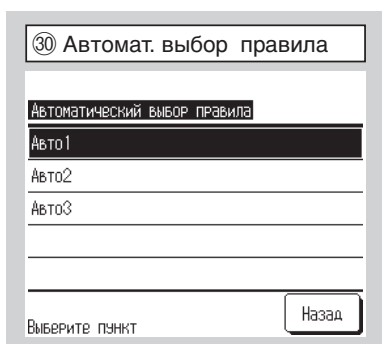 ㉚ Автомат. выбор правила
Автоматический выбор правила
Авто1
Авто2
Авто3
Выберите пункт
Назад